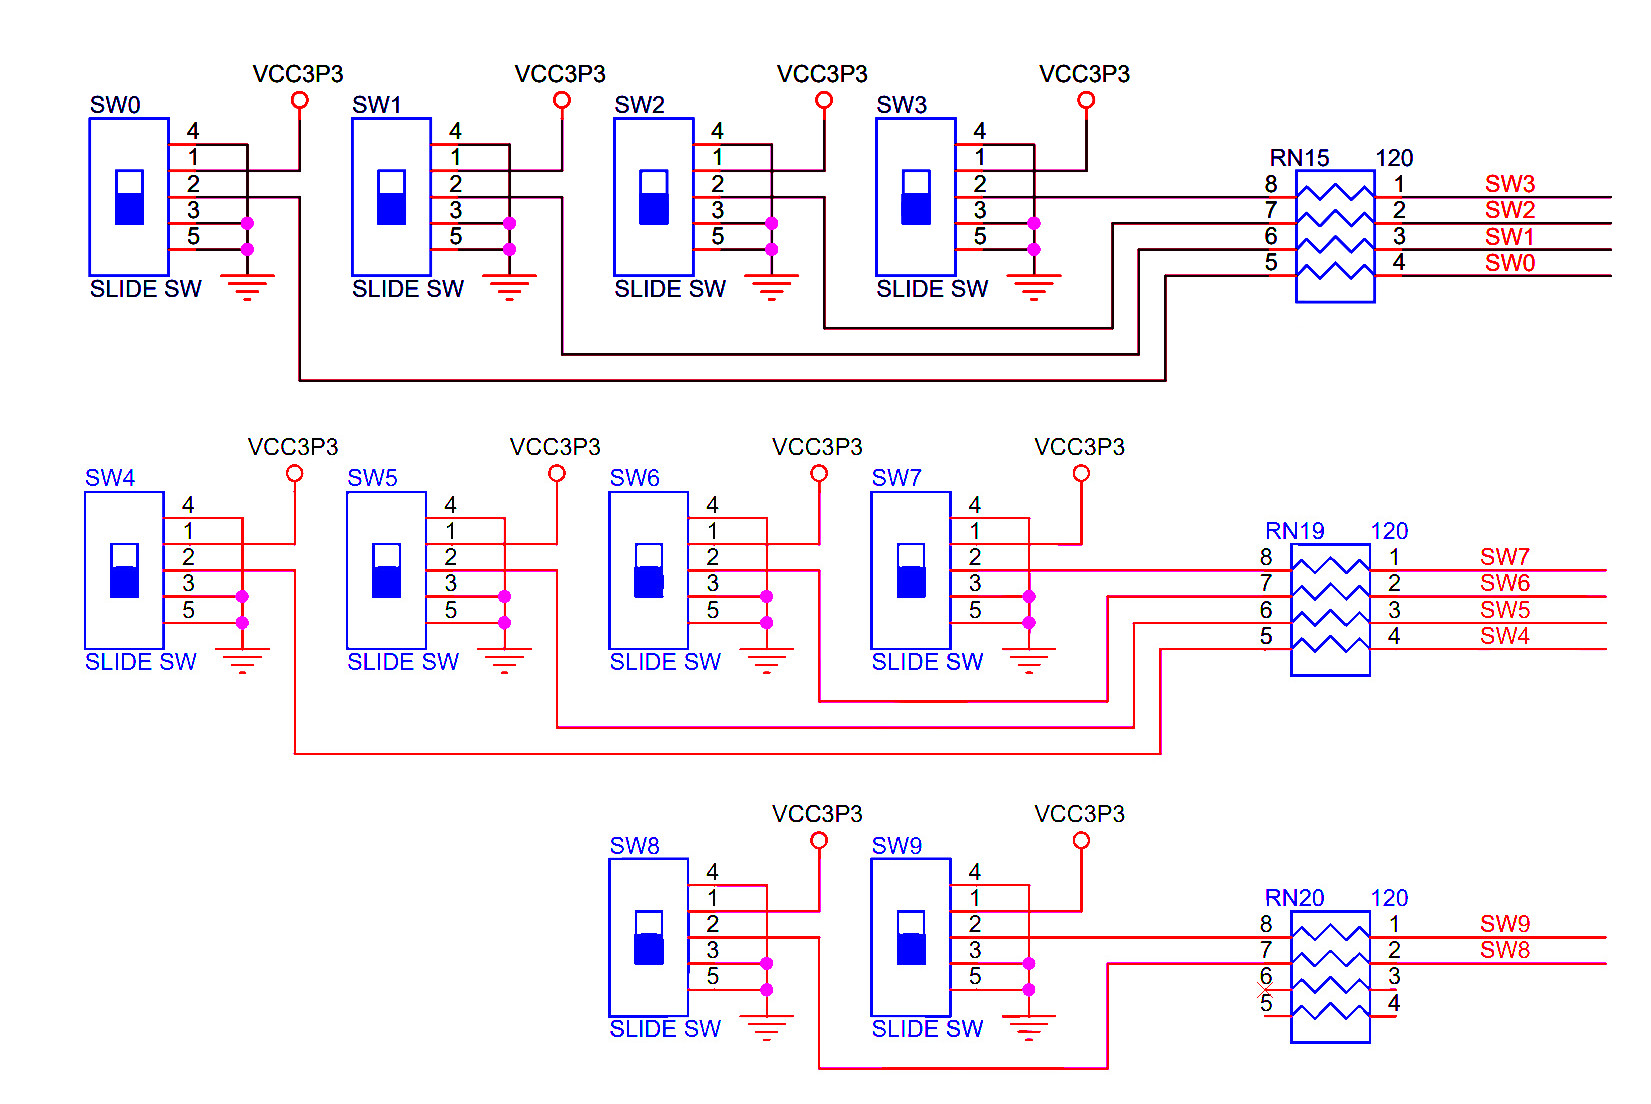 VCC3P3 VCC3P3 VCC3P3 VCC3P3
SW0 SW1 SW2 SW3
4 4 4 4
1 1 1 1 RN15 120
2 2 2 2 8 1 SW3
3 3 3 3 7 2 SW2
5 5 5 5 6 3 SW1
5 4 SW0
SLIDE SW SLIDE SW SLIDE SW SLIDE SW
VCC3P3 VCC3P3 VCC3P3 VCC3P3
SW4 SW5 SW6 SW7
4 4 4 4
1 1 1 1 RN19 120
2 2 2 2 8 1 SW7
3 3 3 3 7 2 SW6
5 5 5 5 6 3 SW5
5 4 SW4
SLIDE SW SLIDE SW SLIDE SW SLIDE SW
VCC3P3 VCC3P3
SW8 SW9
4 4
1 1 RN20 120
2 2 8 1 SW9
3 3 7 2 SW8
5 5 6 3
5 4
SLIDE SW SLIDE SW